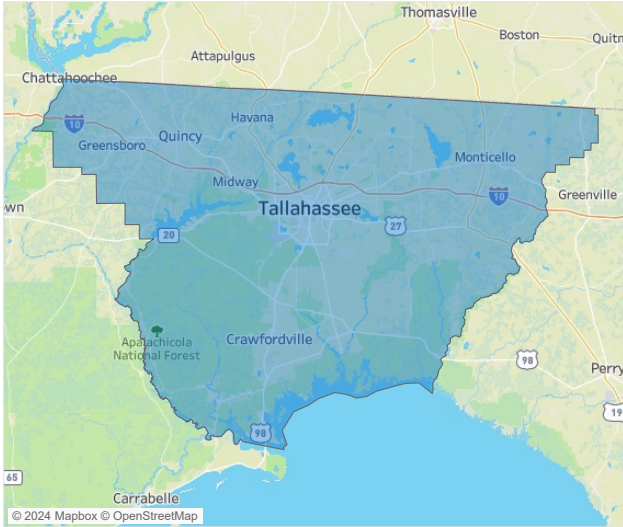 Thomasville
Boston
Quitm
Attapulgus
Chattahoochee
Havana
10
Quincy
Greensboro
Monticello
Midway
10
Greenville
own
Tallahassee
27
20
Apalachicola
National Forest
Crawfordville
98
Perry
19
98
65
Carrabelle
© 2024 Mapbox © OpenStreetMap